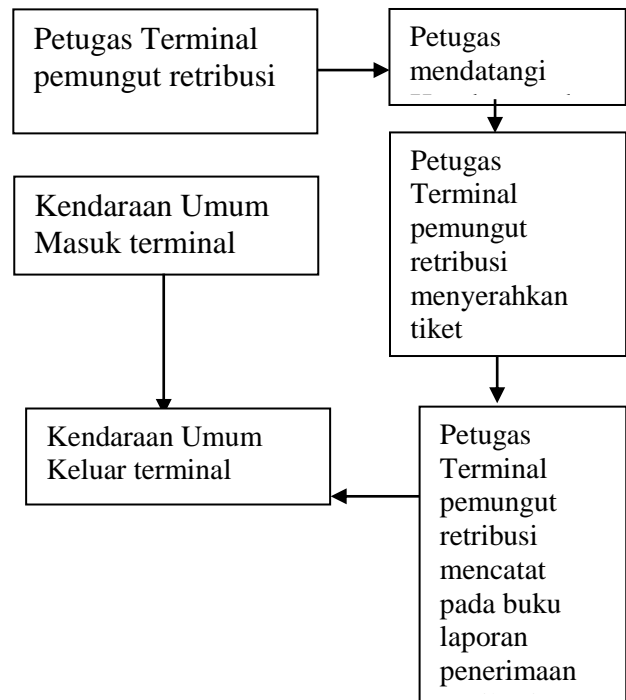 Petugas Terminal
pemungut retribusi
Petugas
mendatangi
Petugas
Terminal
pemungut
retribusi
menyerahkan
tiket
Kendaraan Umum
Masuk terminal
Kendaraan Umum
Keluar terminal
Petugas
Terminal
pemungut
retribusi
mencatat
pada buku
laporan
penerimaan